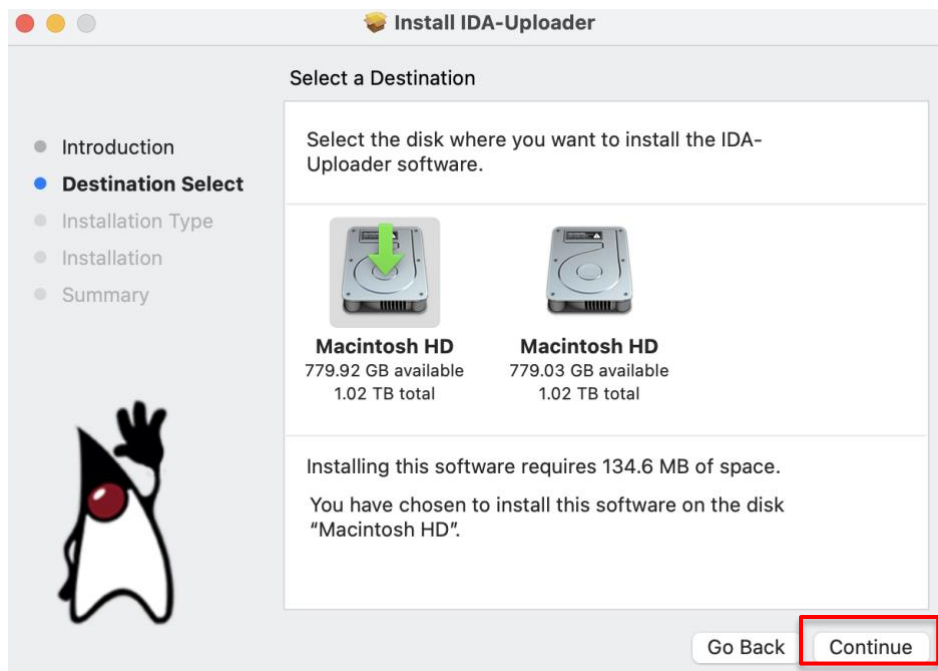 Install IDA-Uploader
Select a Destination
Introduction
Destination Select
Installation Type
Installation
Summary
Select the disk where you want to install the IDA-
Uploader software.
Macintosh HD
779.92 GB available
1.02 TB total
Macintosh HD
779.03 GB available
1.02 TB total
Installing this software requires 134.6 MB of space.
You have chosen to install this software on the disk
“Macintosh HD”.
Go Back
Continue